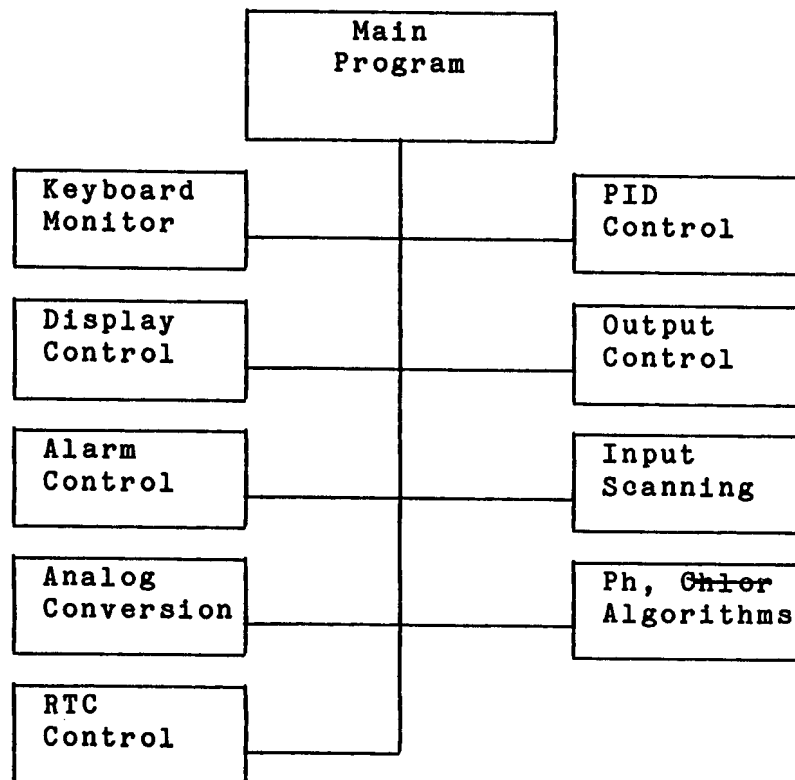 Main
Program
Keyboard
Monitor
PID
Control
Display
Control
Output
Control
Alarm
Control
Input
Scanning
Analog
Conversion
Ph, Chlor
Algorithms
RTC
Control